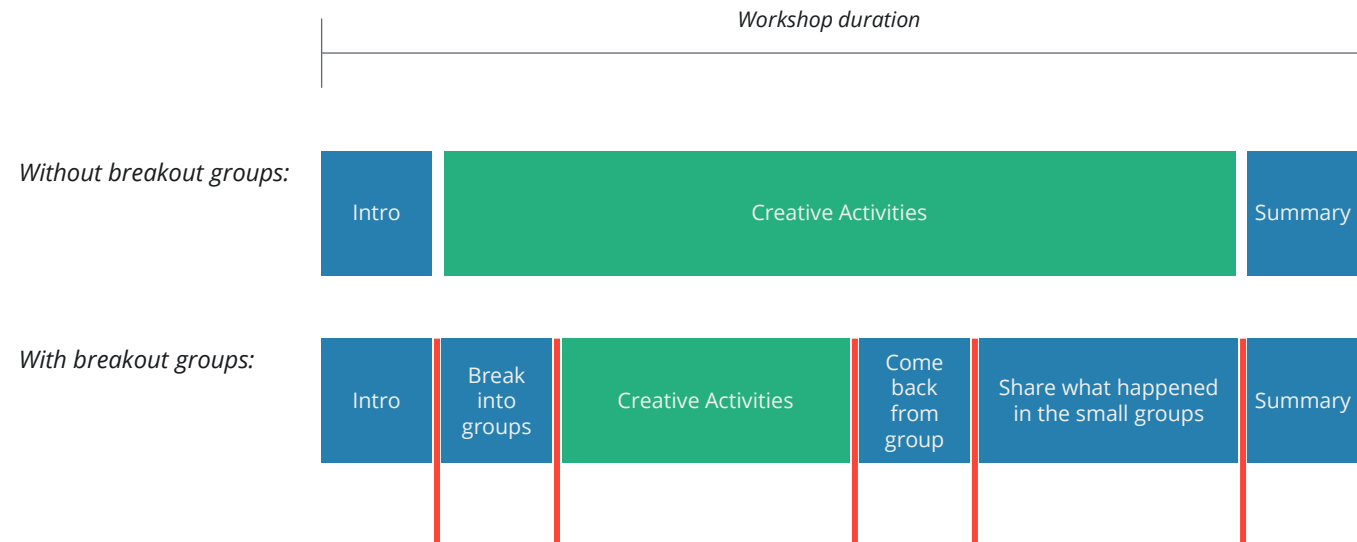 Workshop duration
Without breakout groups:
Intro
Creative Activities
Summary
With breakout groups:
Intro
Break
into
groups
Creative Activities
Come
back
from
group
Share what happened
in the small groups
Summary